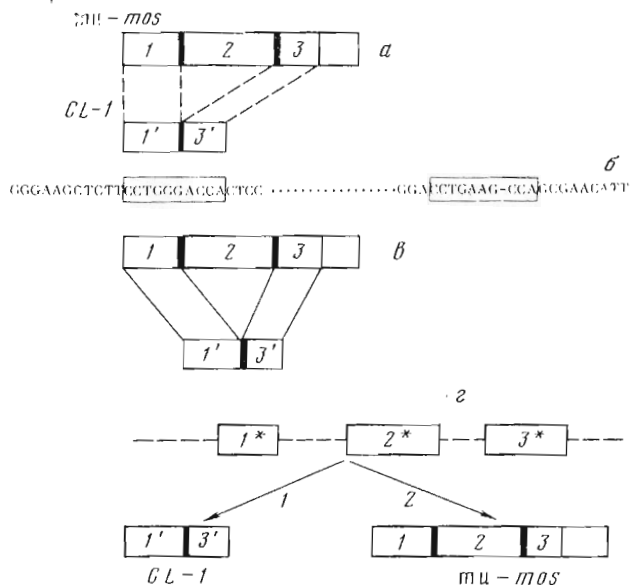 mu – mos
1 2 3 а
CL-1
1' 3'
б
GGGAAGCTCTTCCTGGGACCACTCC ················ GGACCTGAAG-CCAGCGAACATT
1 2 3 в
1' 3'
г
1* 2* 3*
1 2
1' 3' 1 2 3
CL-1 mu – mos